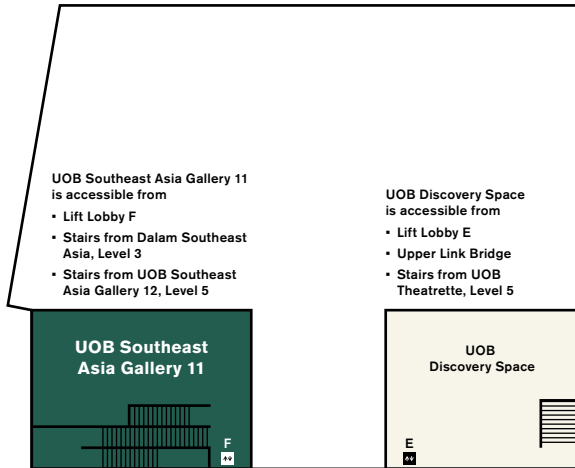 UOB Southeast Asia Gallery 11
is accessible from
▪ Lift Lobby F
▪ Stairs from Dalam Southeast
Asia, Level 3
▪ Stairs from UOB Southeast
Asia Gallery 12, Level 5
UOB Discovery Space
is accessible from
▪ Lift Lobby E
▪ Upper Link Bridge
▪ Stairs from UOB
Theatrette, Level 5
UOB Southeast
Asia Gallery 11
F
UOB
Discovery Space
E